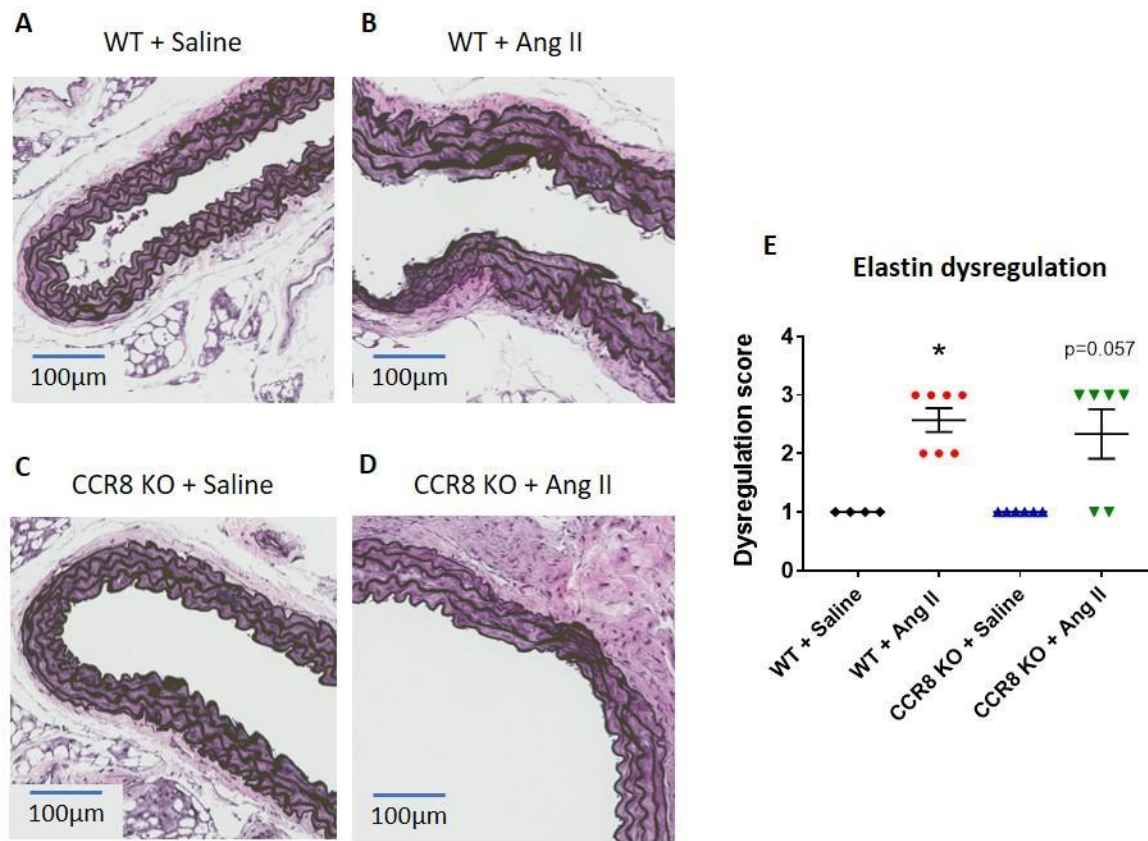 A
WT + Saline
B
WT + Ang II
100µm
100µm
C
CCR8 KO + Saline
D
CCR8 KO + Ang II
100µm
100µm
E
Elastin dysregulation
Dysregulation score
4
3
2
1
0
*
p=0.057
WT + Saline
WT + Ang II
CCR8 KO + Saline
CCR8 KO + Ang II